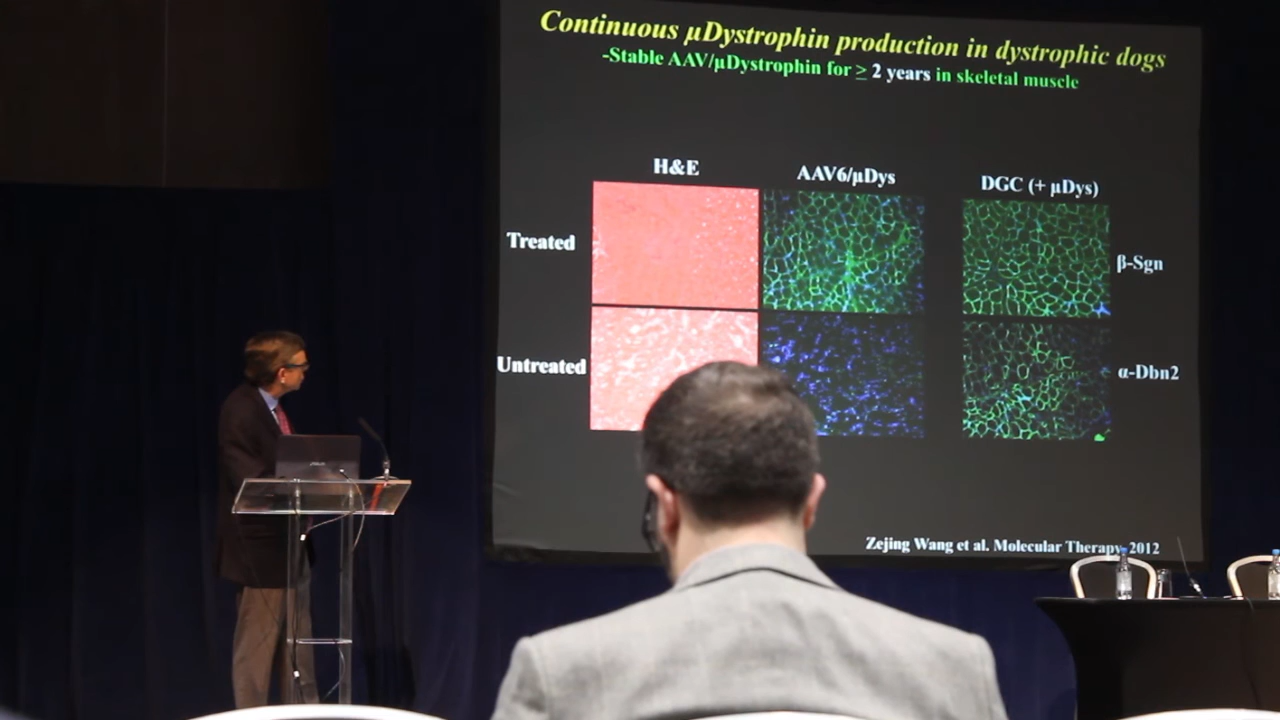 Continuous µDystrophin production in dystrophic dogs
-Stable AAV/µDystrophin for ≥ 2 years in skeletal muscle
H&E
AAV6/µDys
DGC (+ µDys)
Treated
β-Sgn
Untreated
α-Dbn2
Zejing Wang et al. Molecular Therapy, 2012